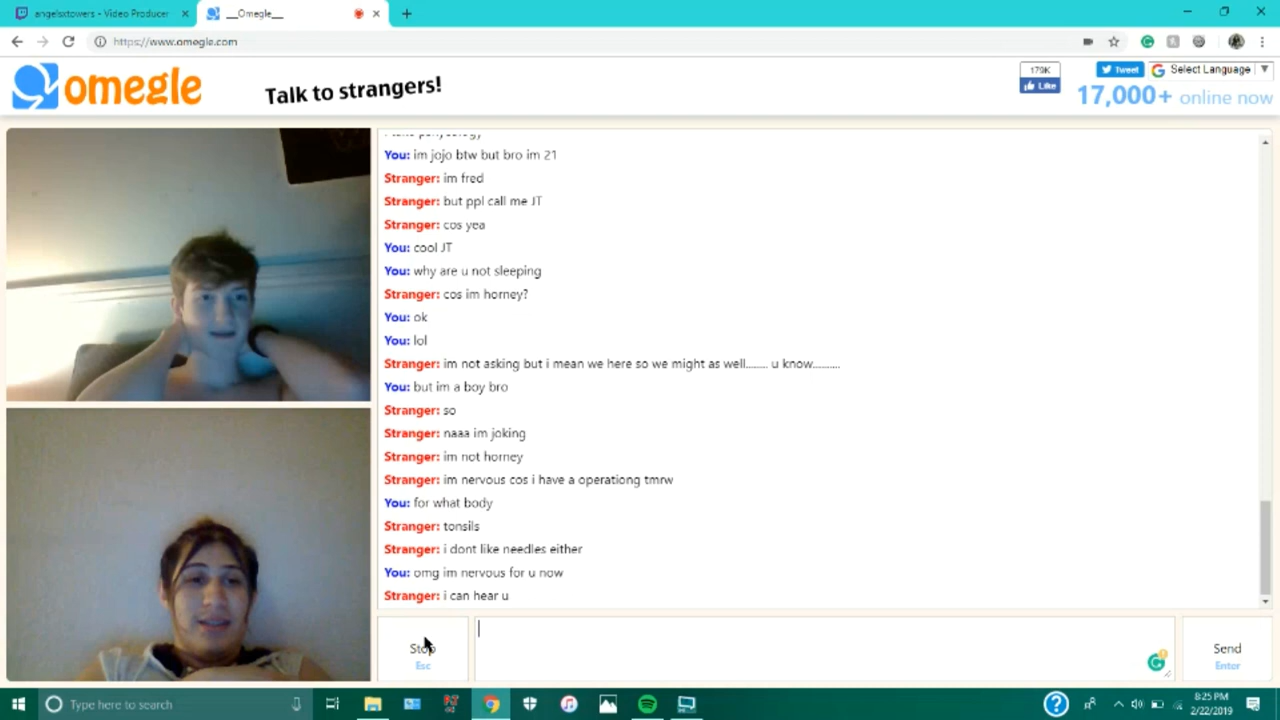 angelsxtowers - Video Producer
__Omegle__
https://www.omegle.com
omegle
Talk to strangers!
179K
Like
Tweet
Select Language
17,000+ online now
You: im jojo btw but bro im 21
Stranger: im fred
Stranger: but ppl call me JT
Stranger: cos yea
You: cool JT
You: why are u not sleeping
Stranger: cos im horney?
You: ok
You: lol
Stranger: im not asking but i mean we here so we might as well....... u know.........
You: but im a boy bro
Stranger: so
Stranger: naaa im joking
Stranger: im not horney
Stranger: im nervous cos i have a operationg tmrw
You: for what body
Stranger: tonsils
Stranger: i dont like needles either
You: omg im nervous for u now
Stranger: i can hear u
Stop
Esc
Send
Enter
Type here to search
8:25 PM
2/22/2019